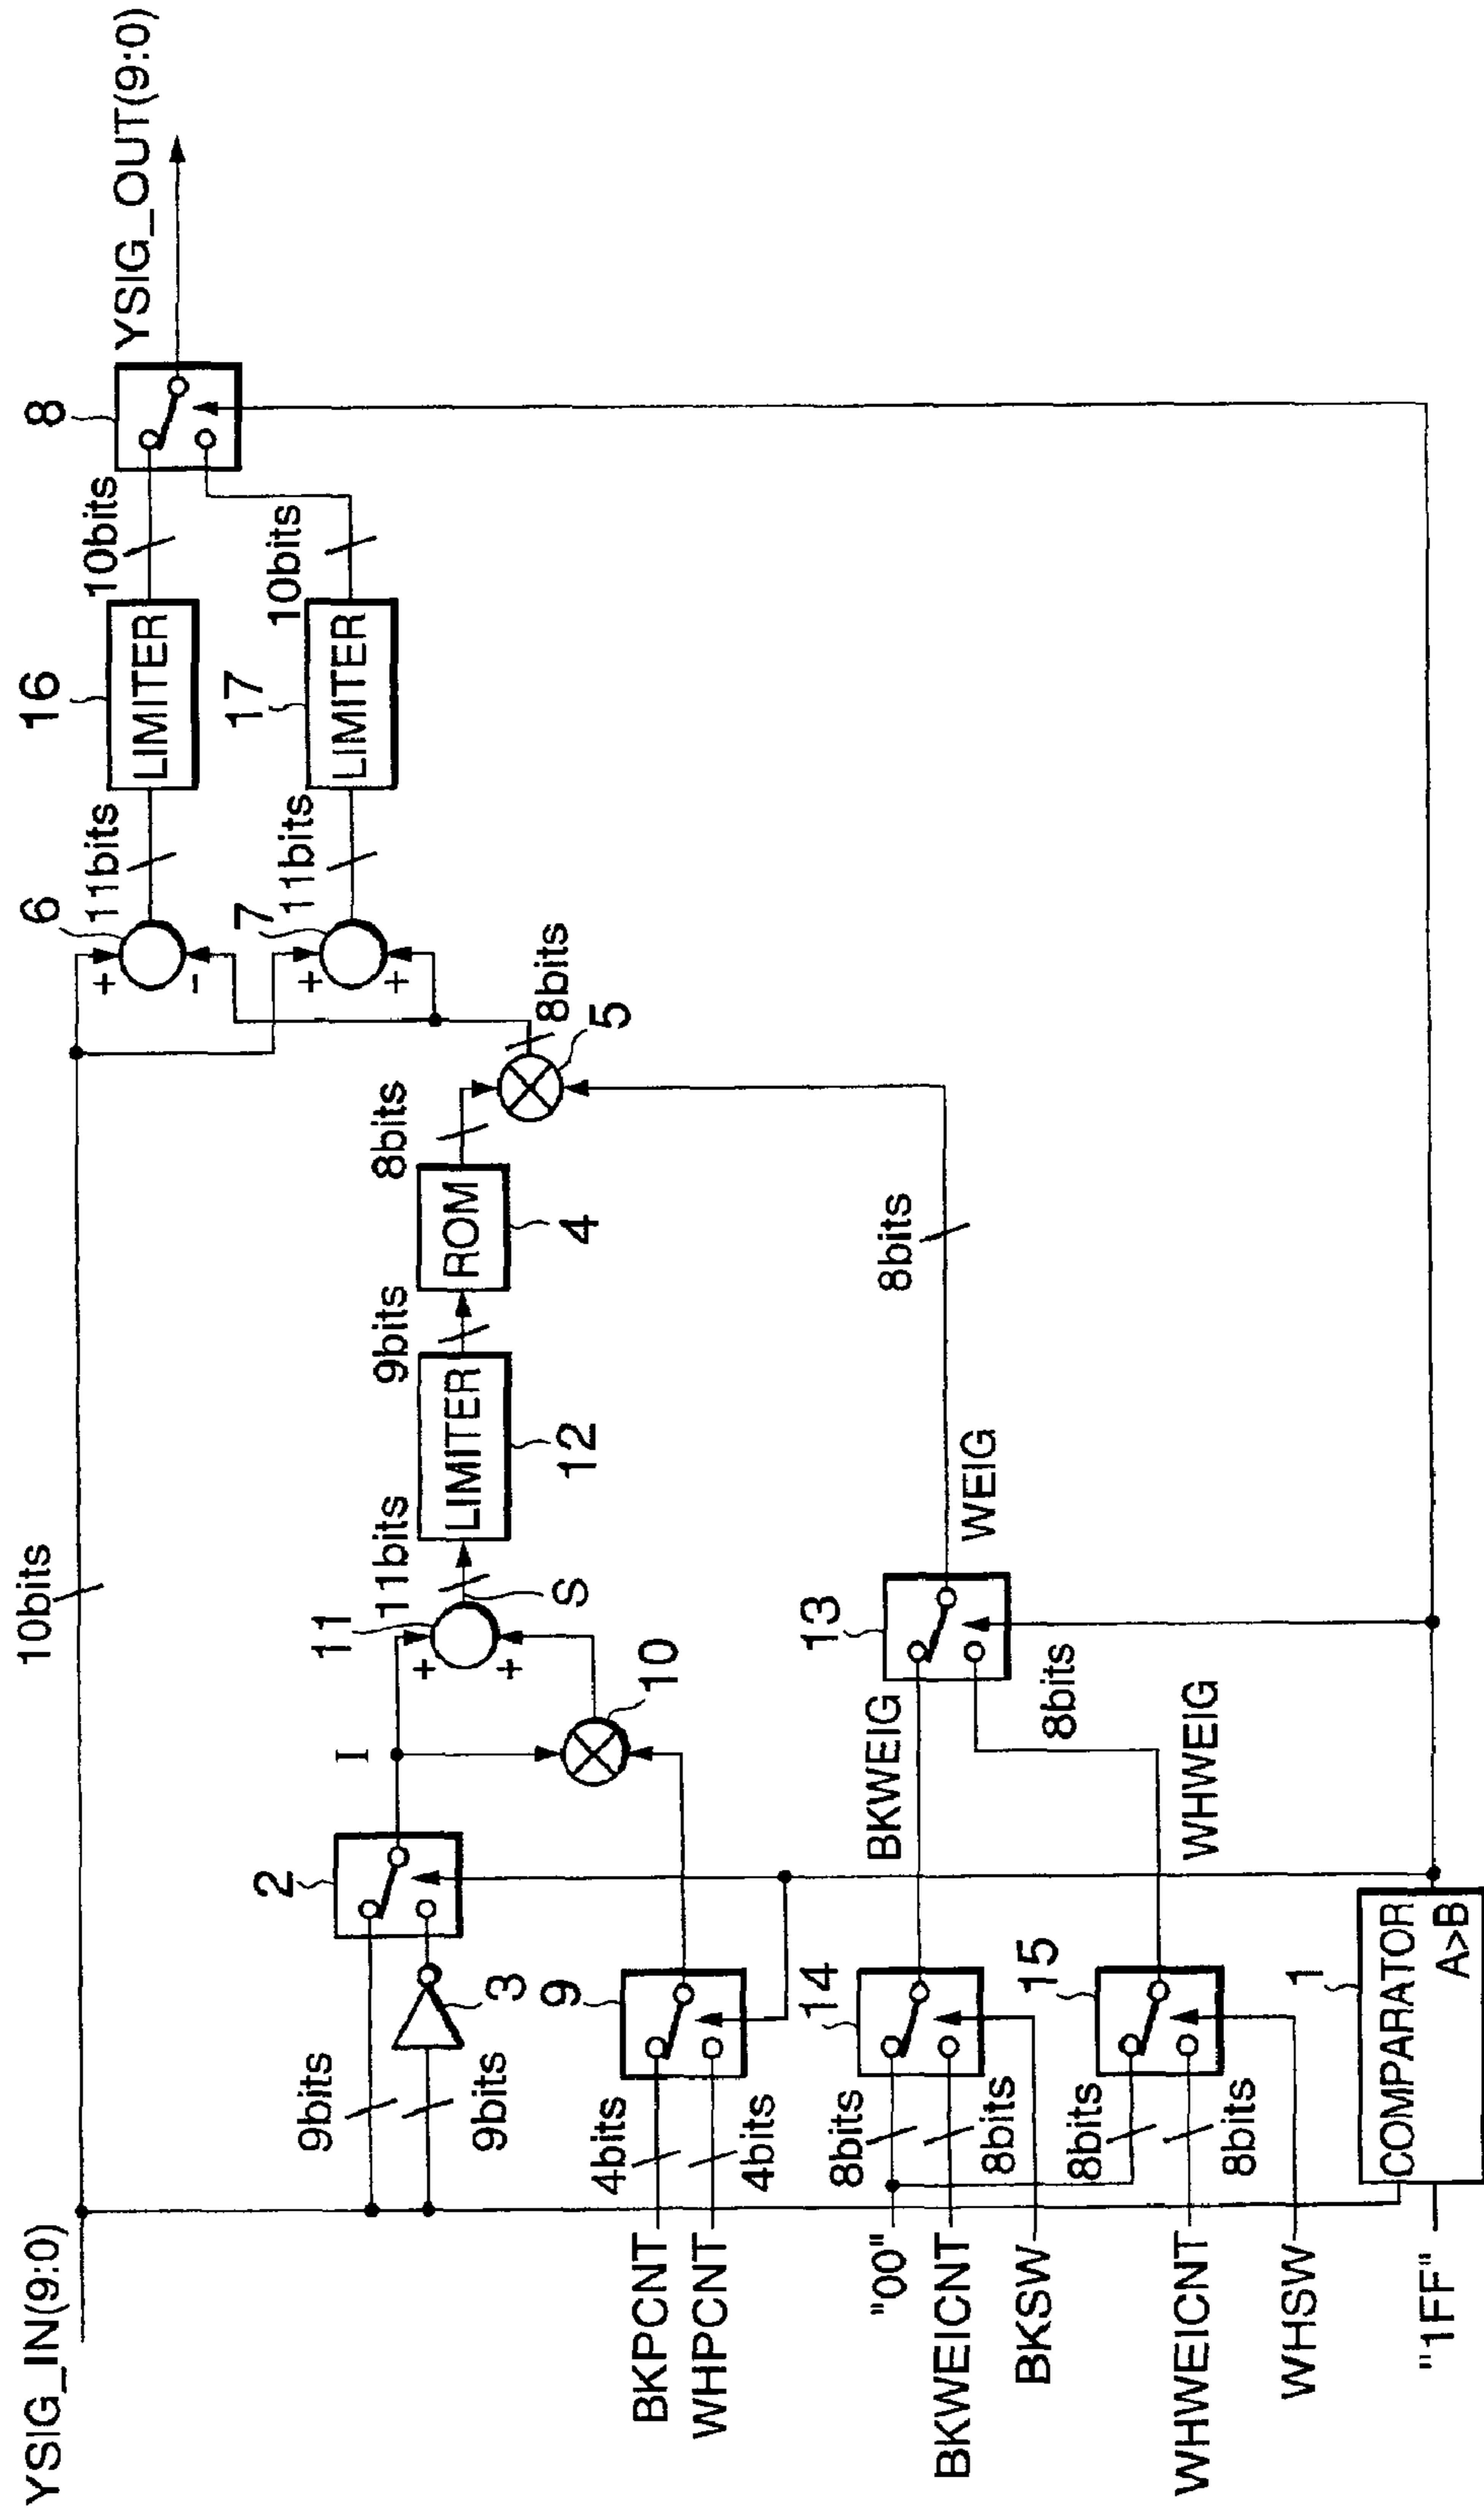 YSIG_IN(9:0)
10bits
YSIG_OUT(9:0)
8
16
LIMITER
10bits
6
11bits
+
-
17
LIMITER
10bits
7
11bits
+
+
8bits
5
9bits
9bits
3
2
I
11
11bits
+
+
S
10
LIMITER
12
9bits
ROM
4
8bits
BKPCNT
WHPCNT
4bits
4bits
9
"00"
BKWEICNT
BKSW
8bits
8bits
14
BKWEIG
13
8bits
WEIG
8bits
WHWEICNT
WHSW
8bits
8bits
15
WHWEIG
"1FF"
COMPARATOR
A>B
1